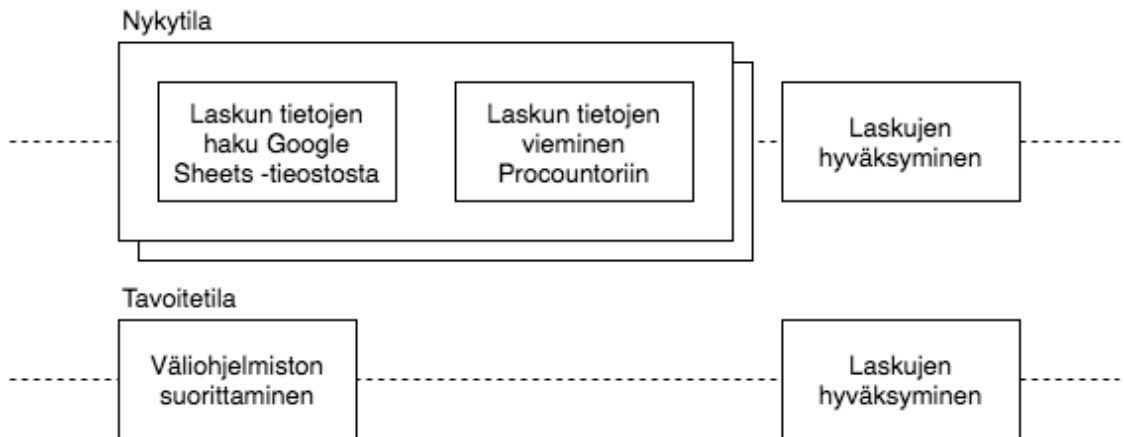 Nykytila
Laskun tietojen
haku Google
Sheets -tieostosta
Laskun tietojen
vieminen
Procountoriin
Laskujen
hyväksyminen
Tavoitetila
Väliohjelmiston
suorittaminen
Laskujen
hyväksyminen